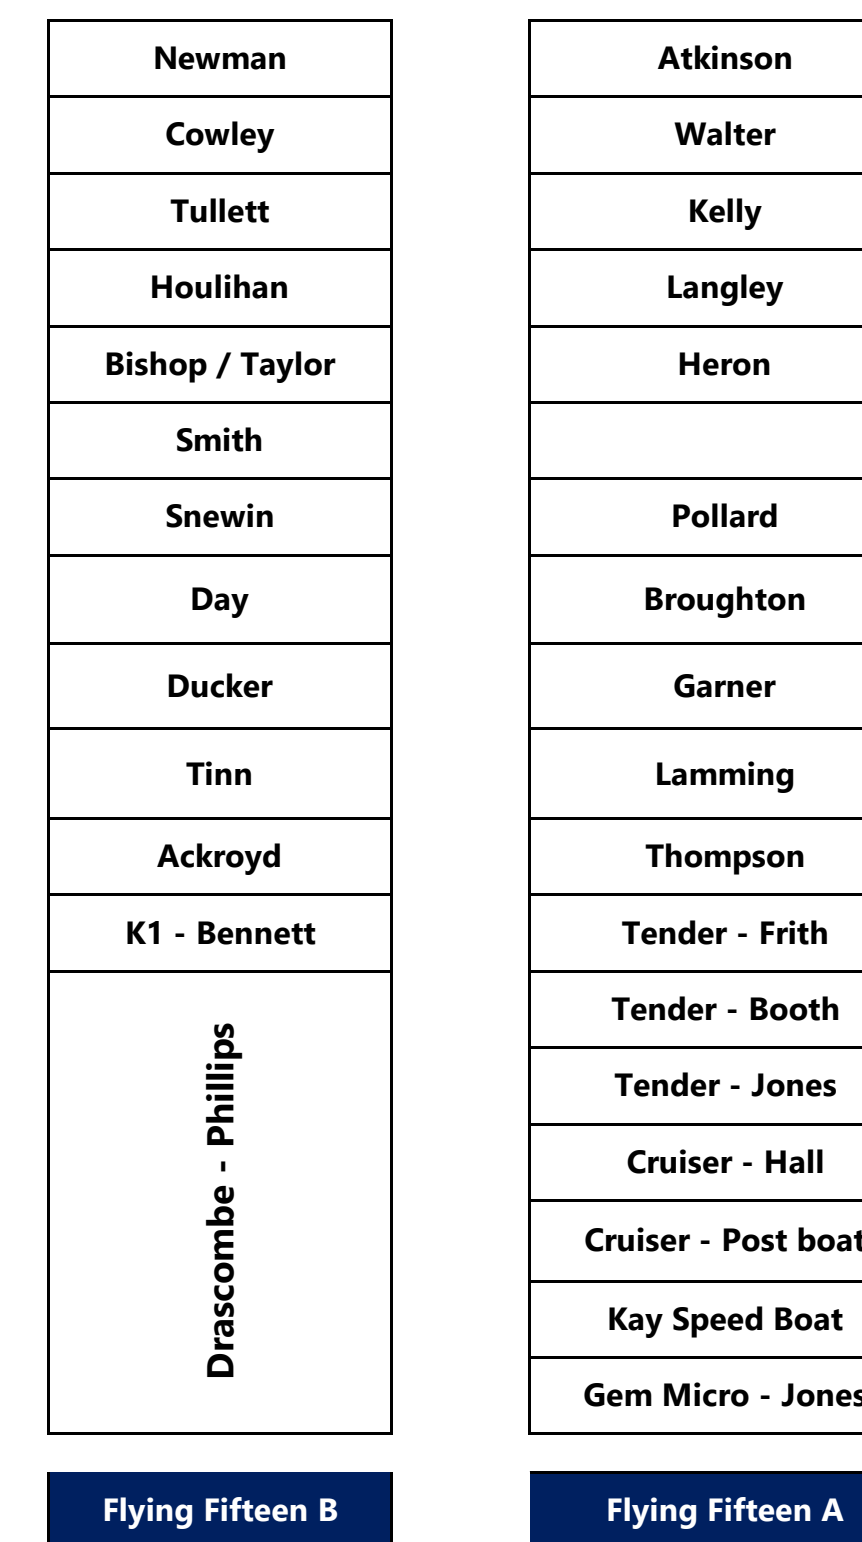 Newman
Cowley
Tullett
Houlihan
Bishop / Taylor
Smith
Snewin
Day
Ducker
Tinn
Ackroyd
K1 - Bennett
Drascombe - Phillips
Flying Fifteen B
Atkinson
Walter
Kelly
Langley
Heron
Pollard
Broughton
Garner
Lamming
Thompson
Tender - Frith
Tender - Booth
Tender - Jones
Cruiser - Hall
Cruiser - Post boat
Kay Speed Boat
Gem Micro - Jones
Flying Fifteen A